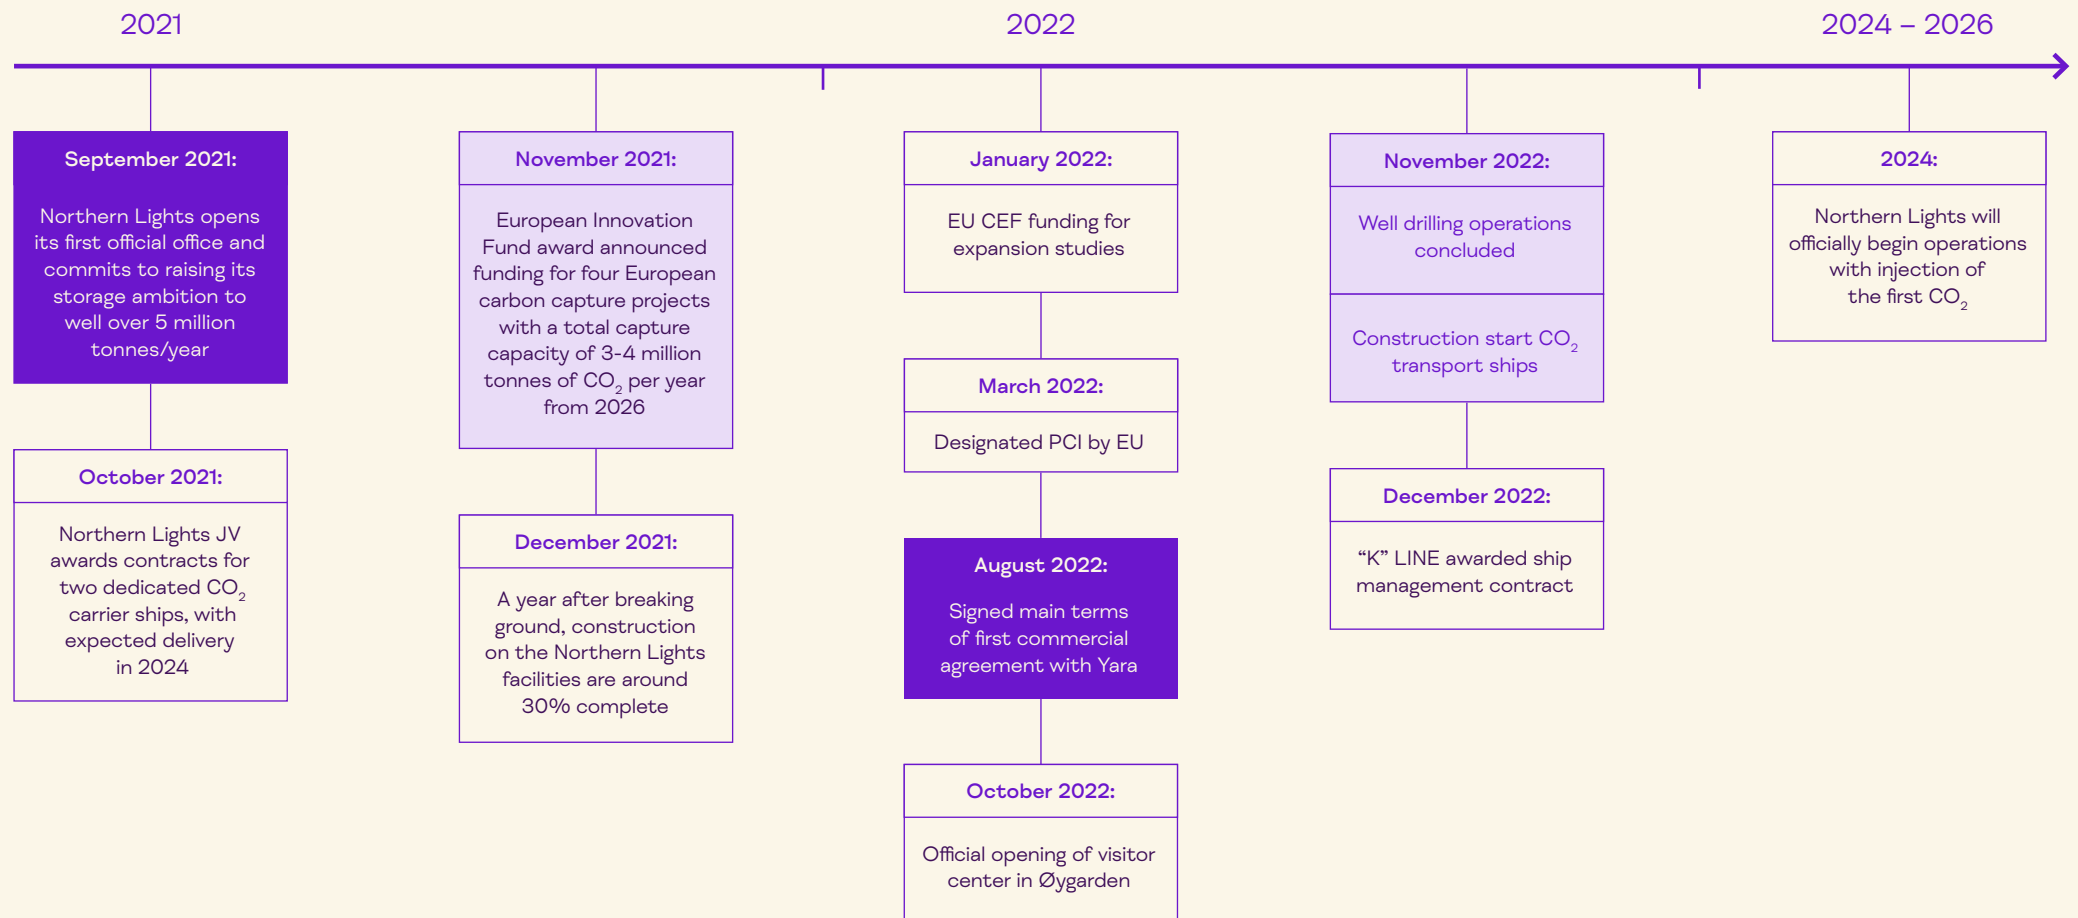 2021
2022
2024 – 2026
September 2021:
Northern Lights opens
its first official office and
commits to raising its
storage ambition to
well over 5 million
tonnes/year
October 2021:
Northern Lights JV
awards contracts for
two dedicated CO₂
carrier ships, with
expected delivery
in 2024
November 2021:
European Innovation
Fund award announced
funding for four European
carbon capture projects
with a total capture
capacity of 3-4 million
tonnes of CO₂ per year
from 2026
December 2021:
A year after breaking
ground, construction
on the Northern Lights
facilities are around
30% complete
January 2022:
EU CEF funding for
expansion studies
March 2022:
Designated PCI by EU
August 2022:
Signed main terms
of first commercial
agreement with Yara
October 2022:
Official opening of visitor
center in Øygarden
November 2022:
Well drilling operations
concluded
Construction start CO₂
transport ships
December 2022:
“K” LINE awarded ship
management contract
2024:
Northern Lights will
officially begin operations
with injection of
the first CO₂